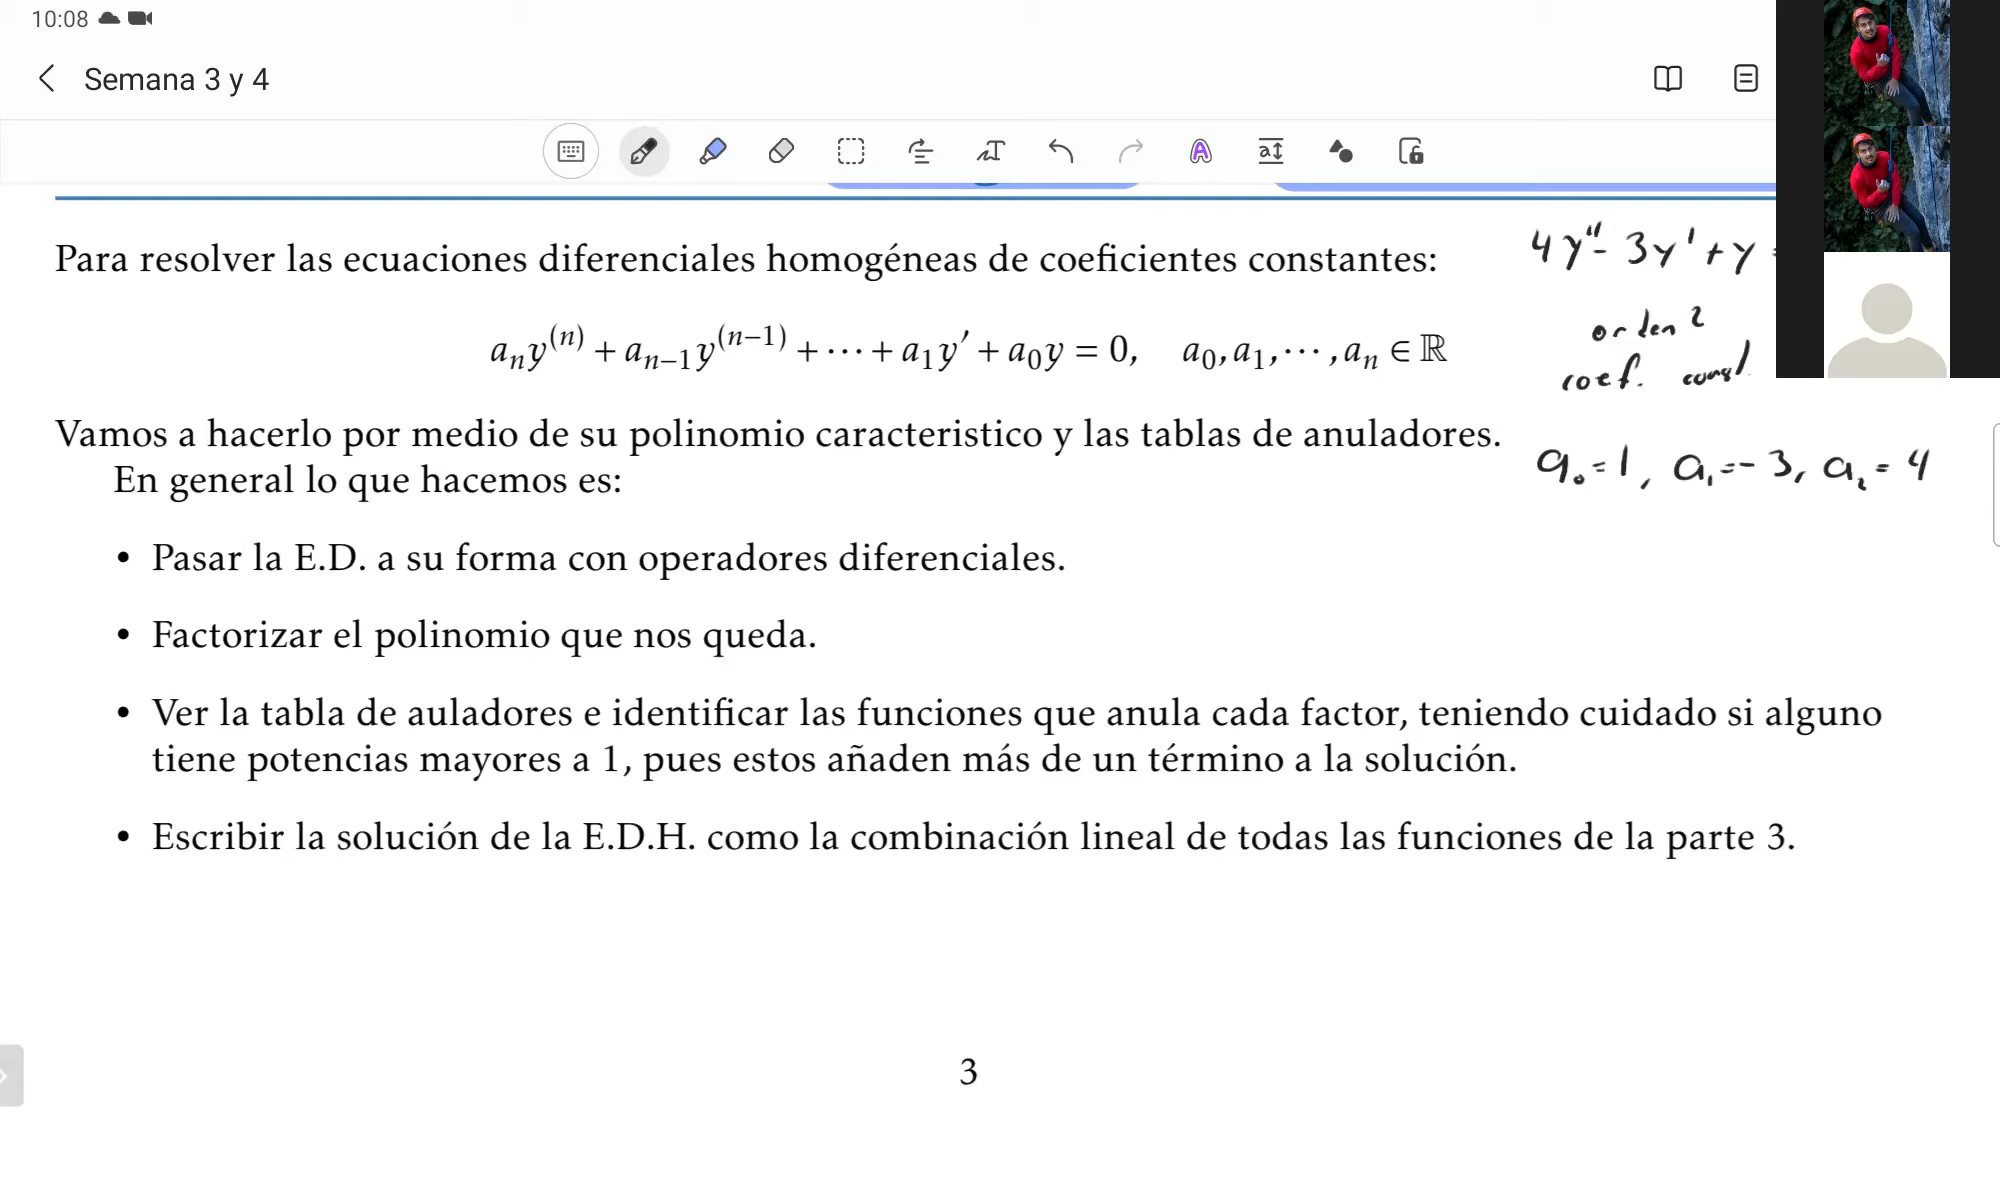 10:08
Semana 3 y 4
Para resolver las ecuaciones diferenciales homogéneas de coeficientes constantes:
4y'' - 3y' + y =
aₙy⁽ⁿ⁾ + aₙ₋₁y⁽ⁿ⁻¹⁾ + ··· + a₁y′ + a₀y = 0, a₀, a₁, ··· , aₙ ∈ ℝ
orden 2
coef. const.
Vamos a hacerlo por medio de su polinomio caracteristico y las tablas de anuladores.
a₀ = 1, a₁ = -3, a₂ = 4
En general lo que hacemos es:
• Pasar la E.D. a su forma con operadores diferenciales.
• Factorizar el polinomio que nos queda.
• Ver la tabla de auladores e identificar las funciones que anula cada factor, teniendo cuidado si alguno
tiene potencias mayores a 1, pues estos añaden más de un término a la solución.
• Escribir la solución de la E.D.H. como la combinación lineal de todas las funciones de la parte 3.
3